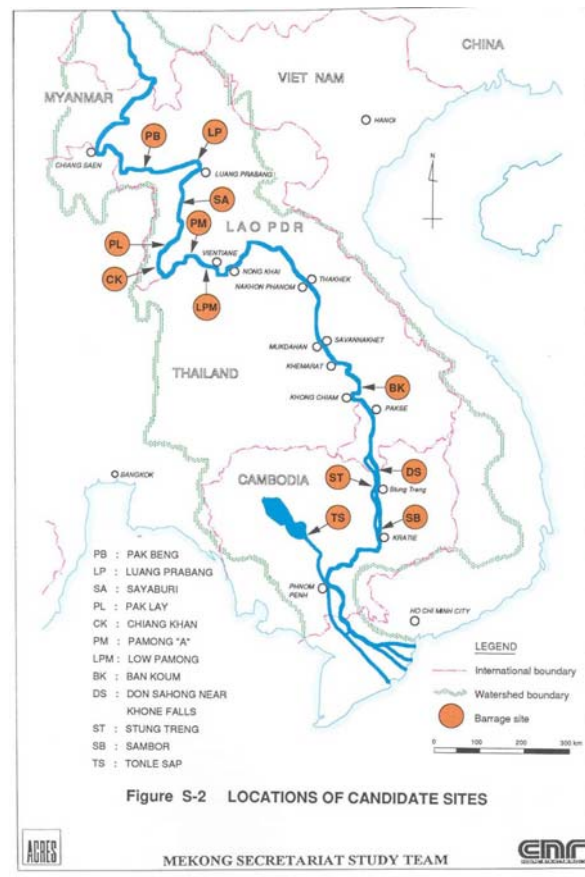 CHINA
VIET NAM
MYANMAR
HANOI
PB
LP
CHIANG SAEN
LUANG PRABANG
N
SA
PM
LAO PDR
PL
VIENTIANE
CK
NONG KHAI
THAKHEK
NAKHON PHANOM
LPM
SAVANNAKHET
MUKDAHAN
KHEMARAT
THAILAND
BK
KHONG CHIAM
PAKSE
DS
BANGKOK
CAMBODIA
ST
Stung Treng
TS
SB
KRATIE
PHNOM
PENH
HO CHI MINH CITY
PB : PAK BENG
LP : LUANG PRABANG
SA : SAYABURI
PL : PAK LAY
CK : CHIANG KHAN
PM : PAMONG "A"
LPM : LOW PAMONG
BK : BAN KOUM
DS : DON SAHONG NEAR
KHONE FALLS
ST : STUNG TRENG
SB : SAMBOR
TS : TONLE SAP
LEGEND
International boundary
Watershed boundary
Barrage site
0 100 200 300 km
Figure S-2 LOCATIONS OF CANDIDATE SITES
ACRES
MEKONG SECRETARIAT STUDY TEAM
CNR